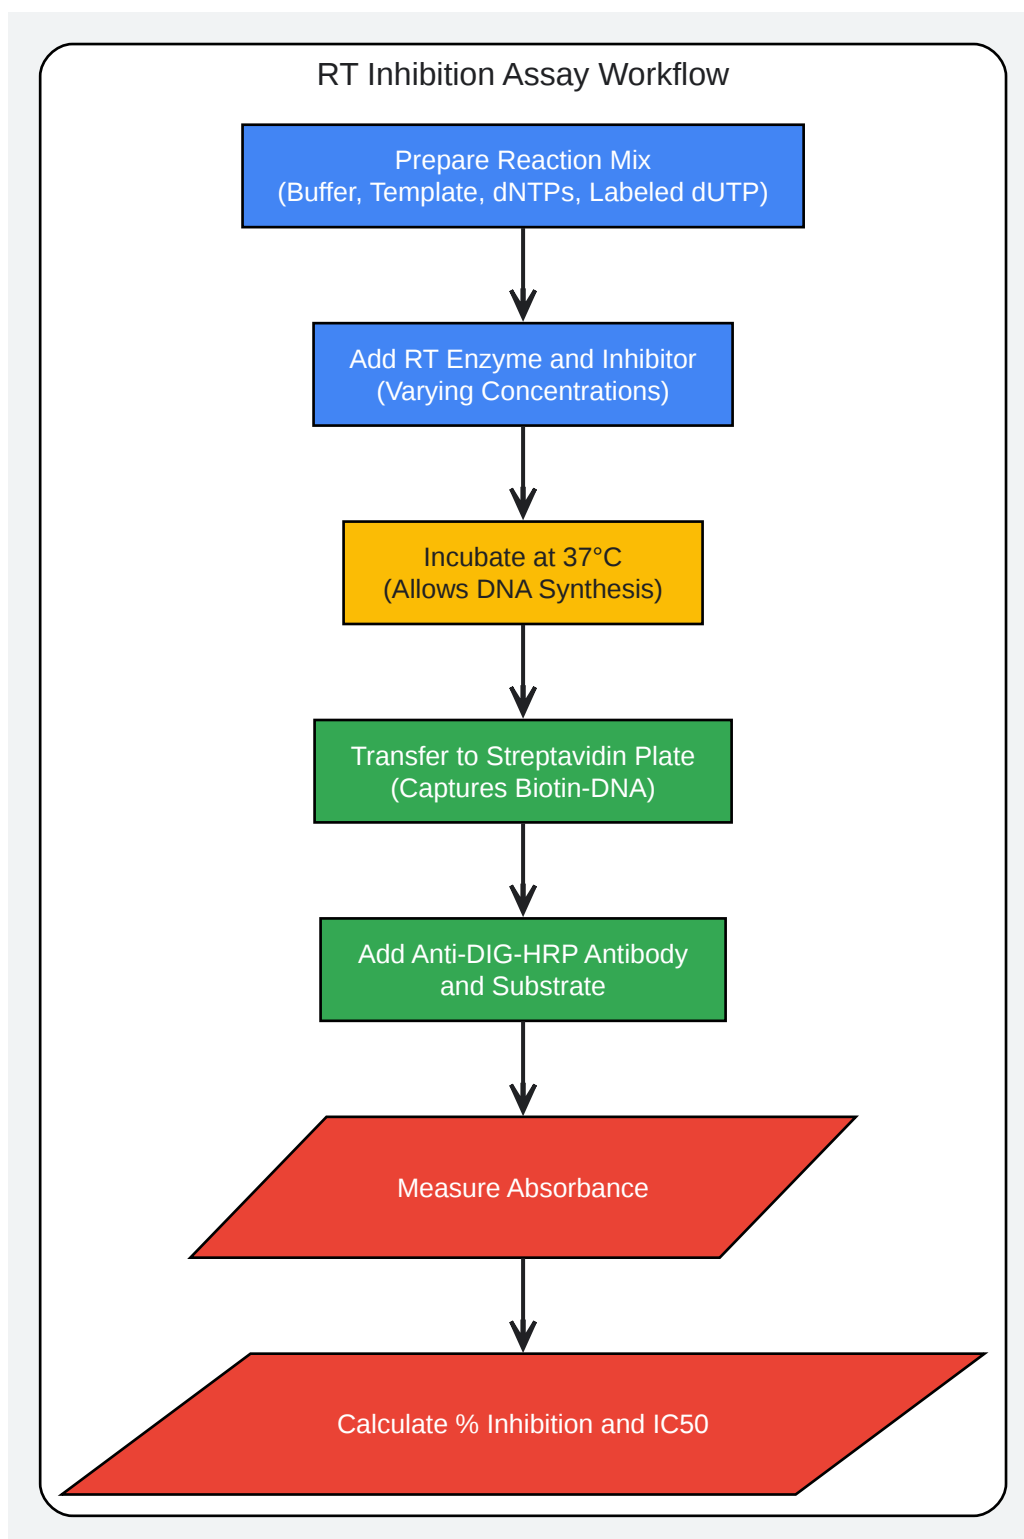 RT Inhibition Assay Workflow
Prepare Reaction Mix
(Buffer, Template, dNTPs, Labeled dUTP)
Add RT Enzyme and Inhibitor
(Varying Concentrations)
Incubate at 37°C
(Allows DNA Synthesis)
Transfer to Streptavidin Plate
(Captures Biotin-DNA)
Add Anti-DIG-HRP Antibody
and Substrate
Measure Absorbance
Calculate % Inhibition and IC50